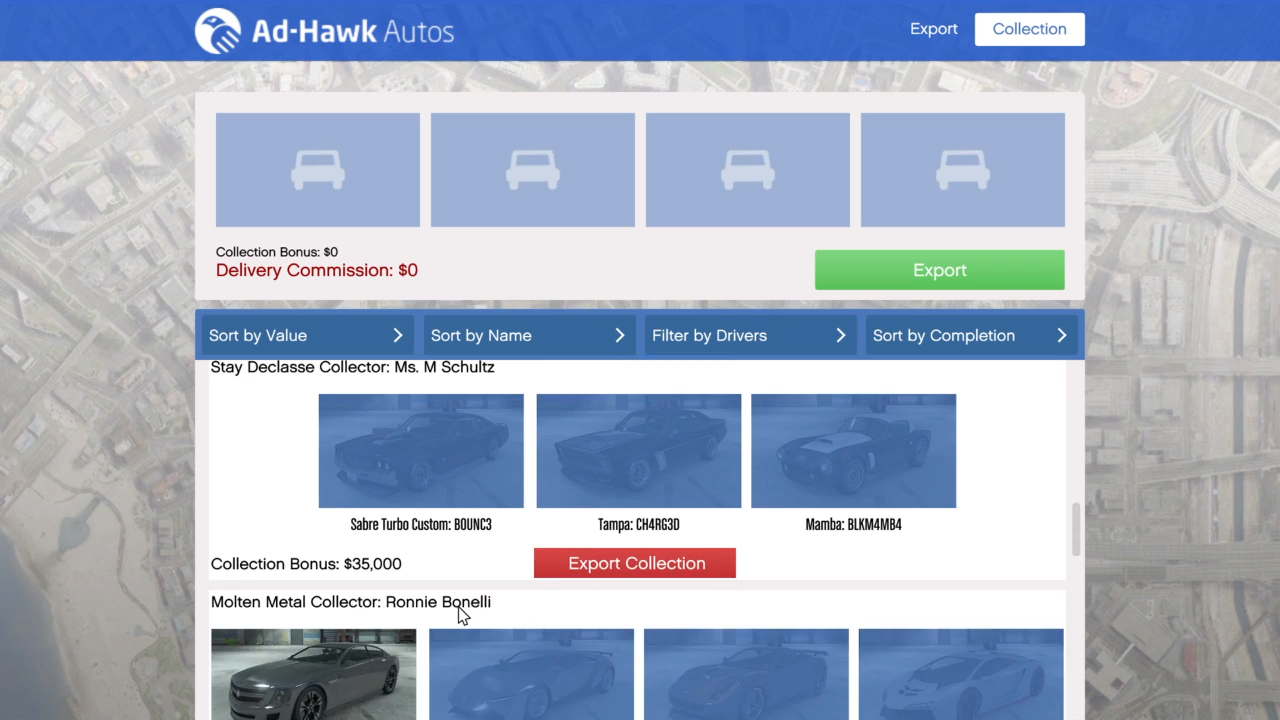 Ad-Hawk Autos
Export
Collection
Collection Bonus: $0
Delivery Commission: $0
Export
Sort by Value
Sort by Name
Filter by Drivers
Sort by Completion
Stay Declasse Collector: Ms. M Schultz
Sabre Turbo Custom: B0UNC3
Tampa: CH4RG3D
Mamba: BLKM4MB4
Collection Bonus: $35,000
Export Collection
Molten Metal Collector: Ronnie Bonelli